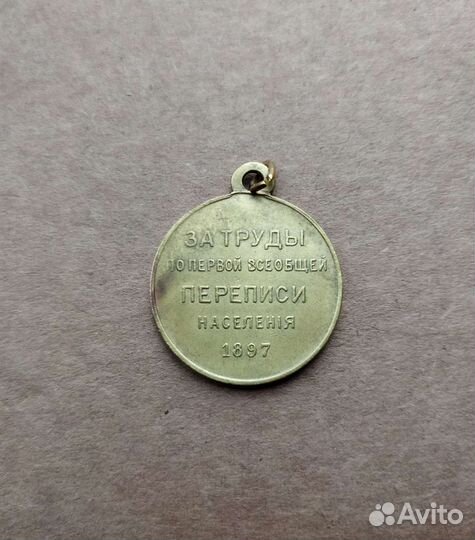 ЗА ТРУДЫ
ПО ПЕРВОЙ ВСЕОБЩЕЙ
ПЕРЕПИСИ
НАСЕЛЕНІЯ
1897
Avito